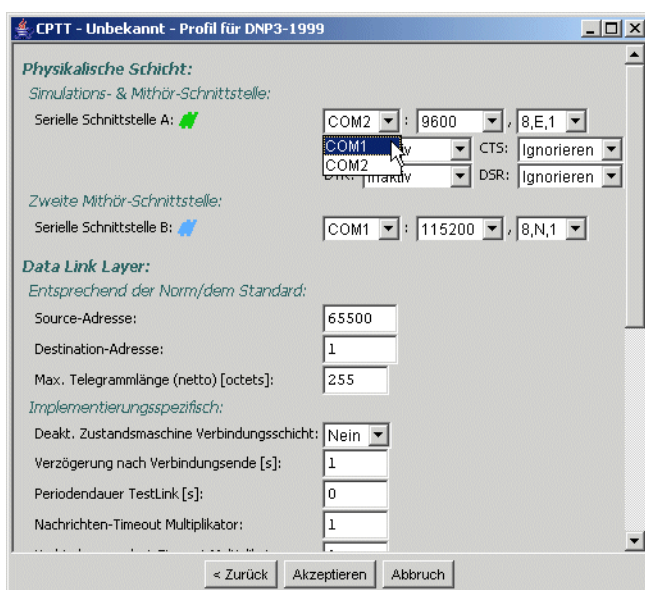 CPTT - Unbekannt - Profil für DNP3-1999
Physikalische Schicht:
Simulations- & Mithör-Schnittstelle:
Serielle Schnittstelle A: COM2 : 9600 , 8,E,1
COM1 CTS: Ignorieren
COM2 Inaktiv DSR: Ignorieren
Zweite Mithör-Schnittstelle:
Serielle Schnittstelle B: COM1 : 115200 , 8,N,1
Data Link Layer:
Entsprechend der Norm/dem Standard:
Source-Adresse: 65500
Destination-Adresse: 1
Max. Telegrammlänge (netto) [octets]: 255
Implementierungsspezifisch:
Deakt. Zustandsmaschine Verbindungsschicht: Nein
Verzögerung nach Verbindungsende [s]: 1
Periodendauer TestLink [s]: 0
Nachrichten-Timeout Multiplikator: 1
< Zurück Akzeptieren Abbruch